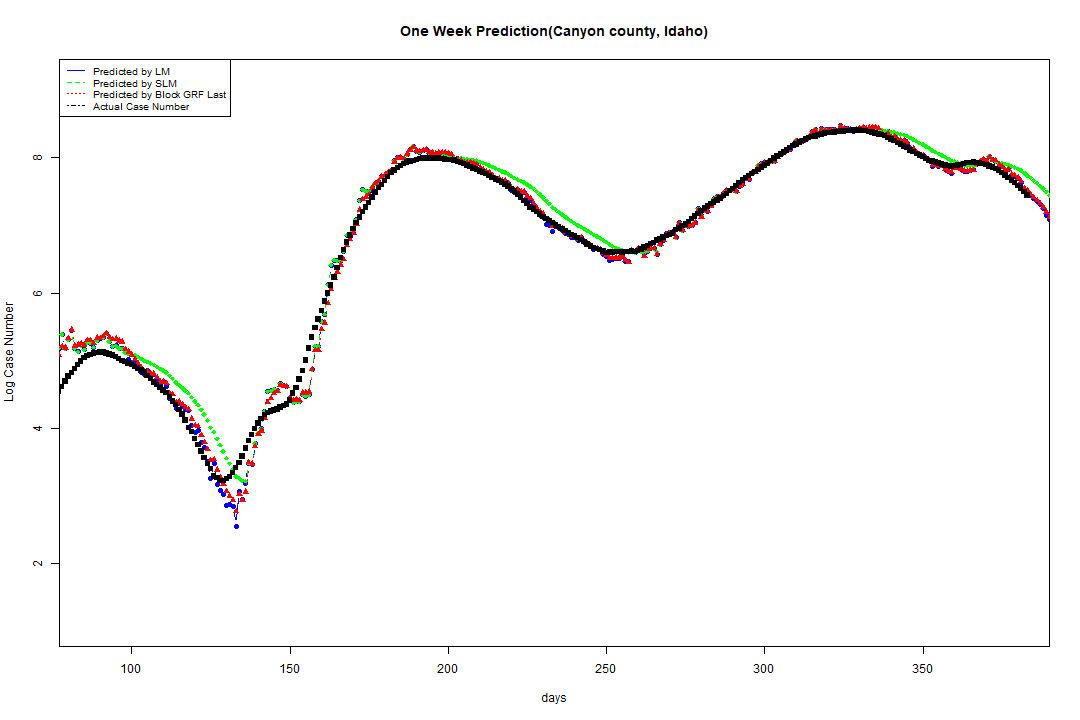 One Week Prediction(Canyon county, Idaho)
Predicted by LM
Predicted by SLM
Predicted by Block GRF Last
Actual Case Number
Log Case Number
8
6
4
2
100 150 200 250 300 350
days